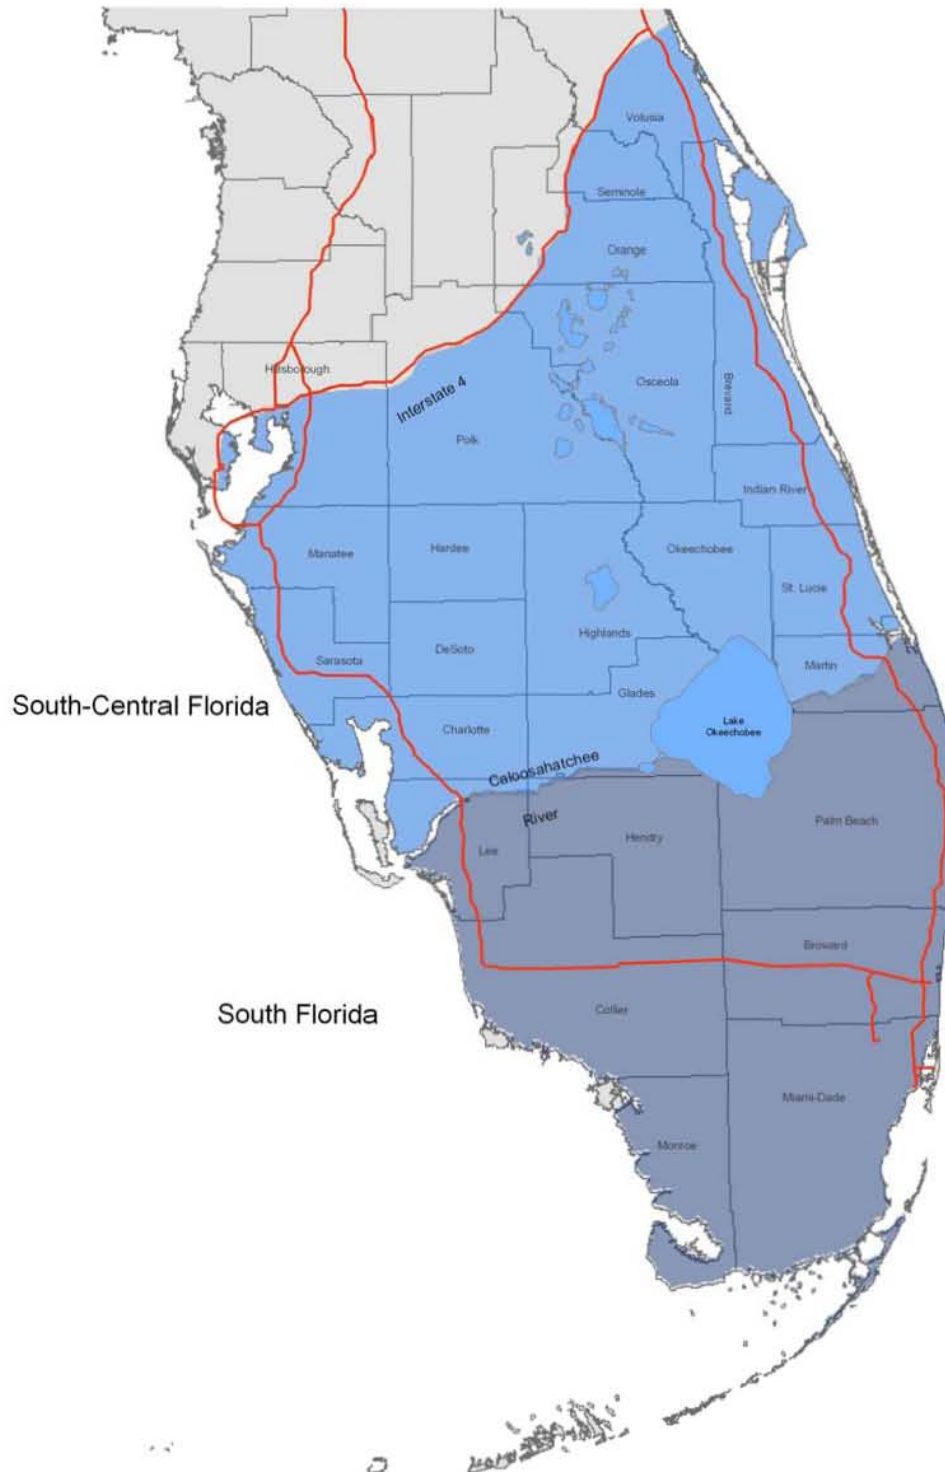 Volusia
Seminole
Orange
Hillsborough
Interstate 4
Osceola
Brevard
Polk
Indian River
Manatee
Hardee
Okeechobee
St. Lucie
Highlands
DeSoto
Sarasota
Martin
Glades
South-Central Florida
Charlotte
Lake
Okeechobee
Caloosahatchee
River
Palm Beach
Hendry
Lee
Broward
Collier
South Florida
Miami-Dade
Monroe